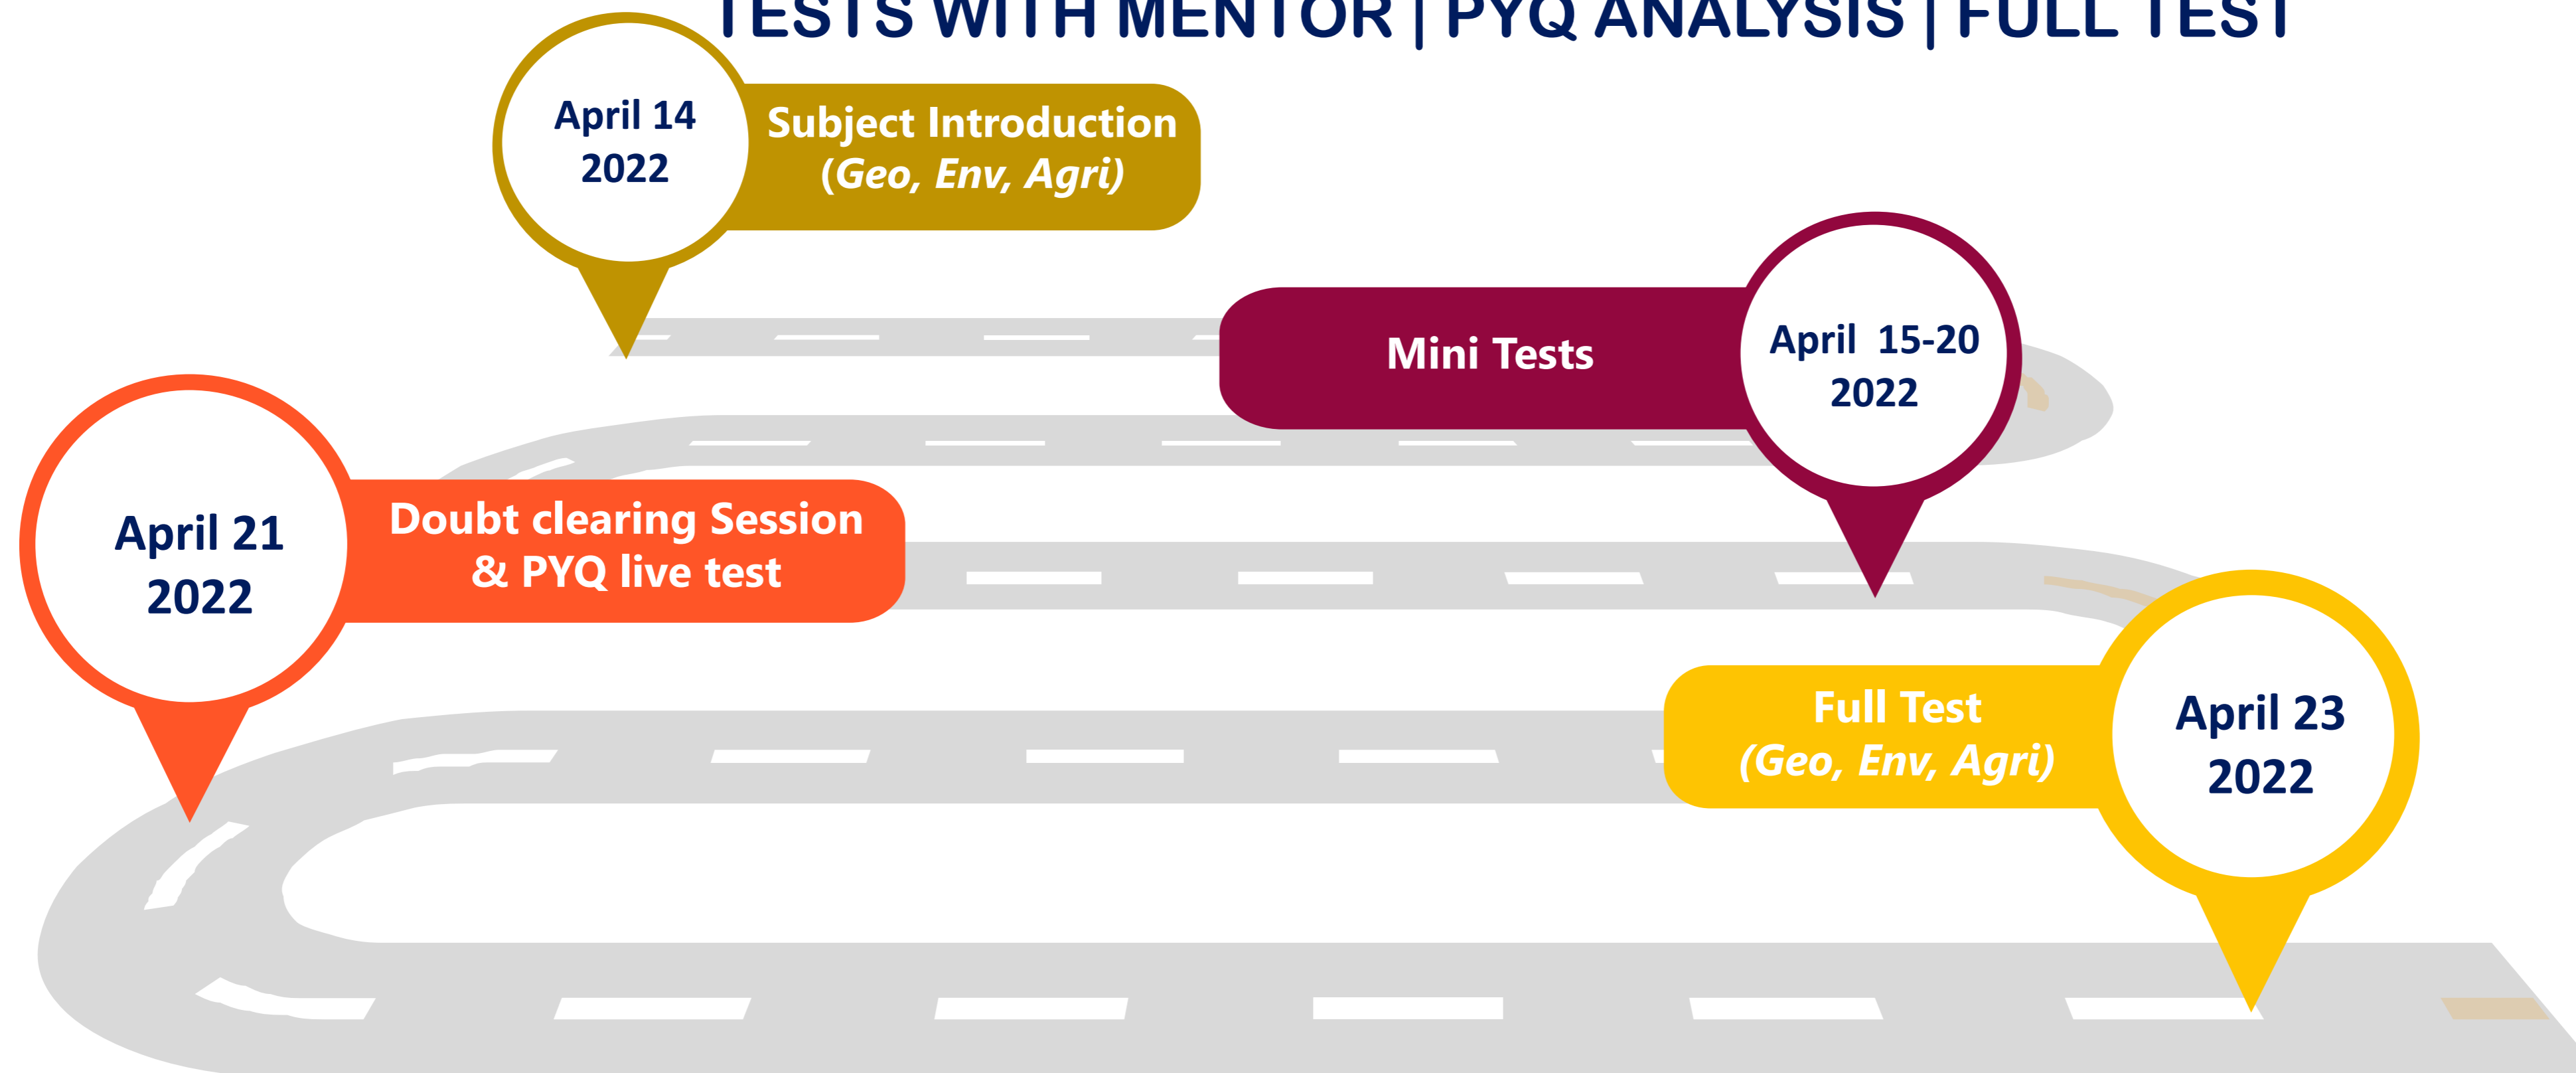 TESTS WITH MENTOR | PYQ ANALYSIS | FULL TEST
April 14
2022
Subject Introduction
(Geo, Env, Agri)
Mini Tests
April 15-20
2022
April 21
2022
Doubt clearing Session
& PYQ live test
Full Test
(Geo, Env, Agri)
April 23
2022